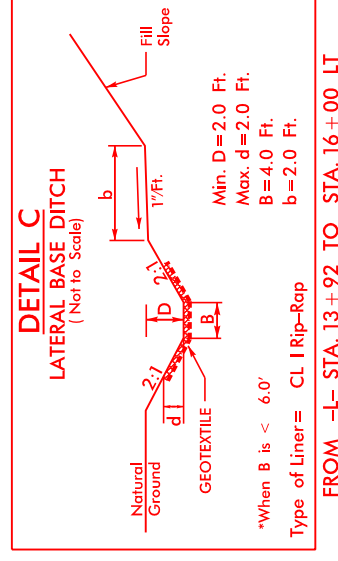 DETAIL C
LATERAL BASE DITCH
( Not to Scale)
Fill
Slope
b
1"/Ft.
Natural
Ground
2:1
D
2:1
d
B
GEOTEXTILE
Min. D=2.0 Ft.
Max. d=2.0 Ft.
B=4.0 Ft.
b=2.0 Ft.
*When B is < 6.0'
Type of Liner= CL I Rip-Rap
FROM -L- STA. 13+92 TO STA. 16+00 LT